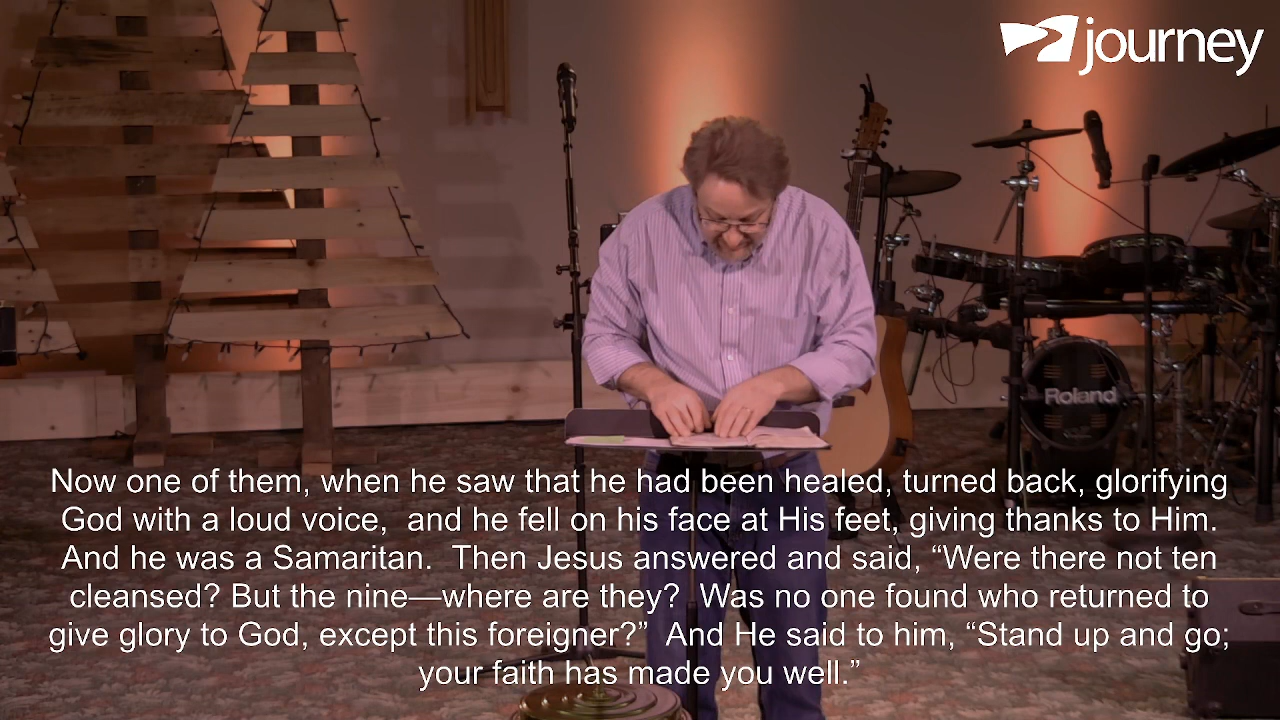 journey
Roland
Now one of them, when he saw that he had been healed, turned back, glorifying
God with a loud voice,  and he fell on his face at His feet, giving thanks to Him.
And he was a Samaritan.  Then Jesus answered and said, “Were there not ten
cleansed? But the nine—where are they?  Was no one found who returned to
give glory to God, except this foreigner?”  And He said to him, “Stand up and go;
your faith has made you well.”